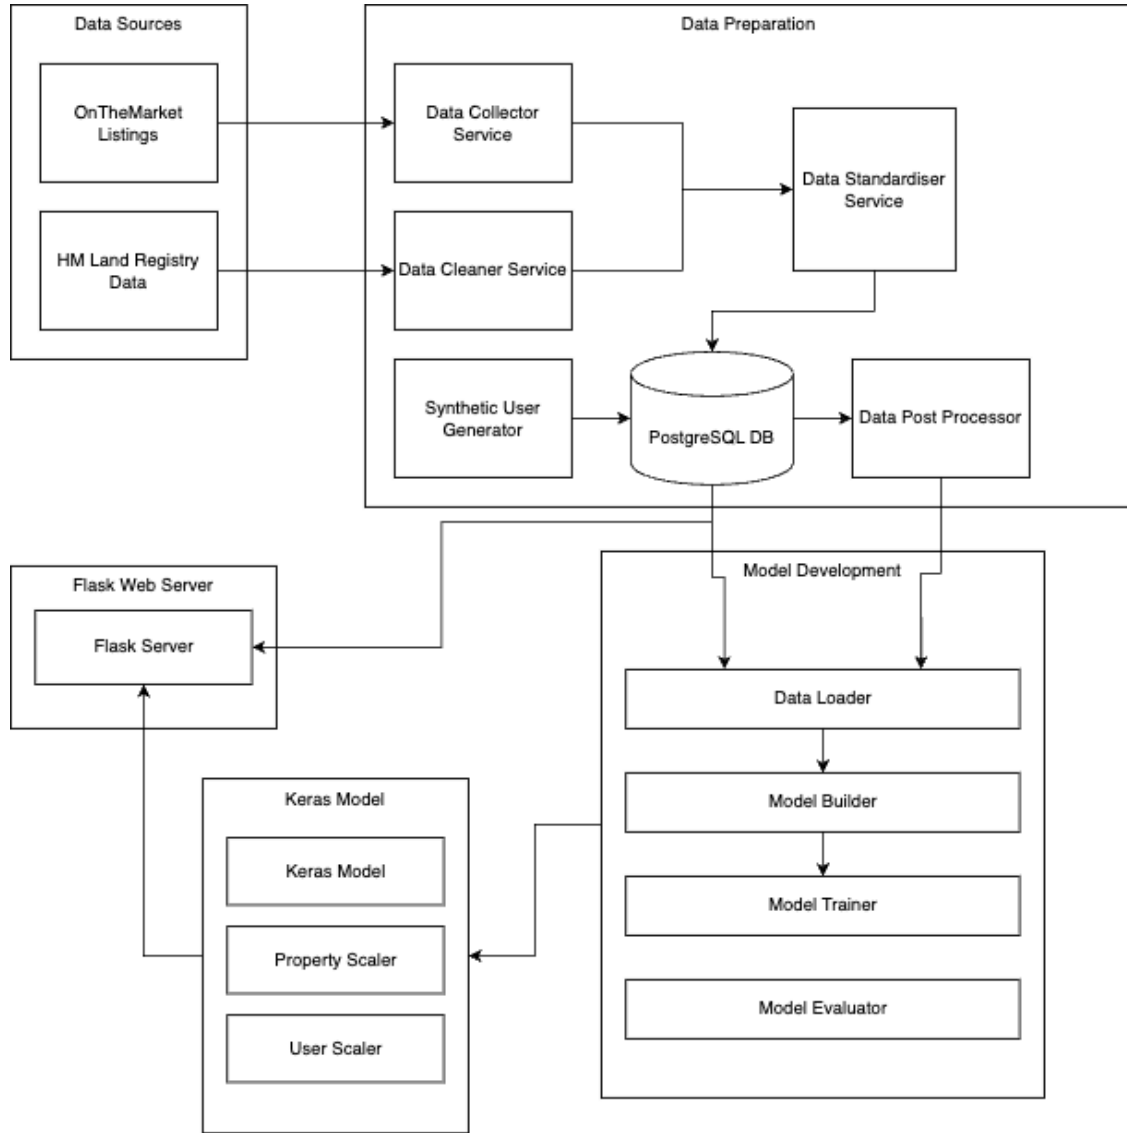 Data Sources
OnTheMarket
Listings
HM Land Registry
Data
Data Preparation
Data Collector
Service
Data Cleaner Service
Data Standardiser
Service
Synthetic User
Generator
PostgreSQL DB
Data Post Processor
Flask Web Server
Flask Server
Model Development
Data Loader
Model Builder
Model Trainer
Model Evaluator
Keras Model
Keras Model
Property Scaler
User Scaler